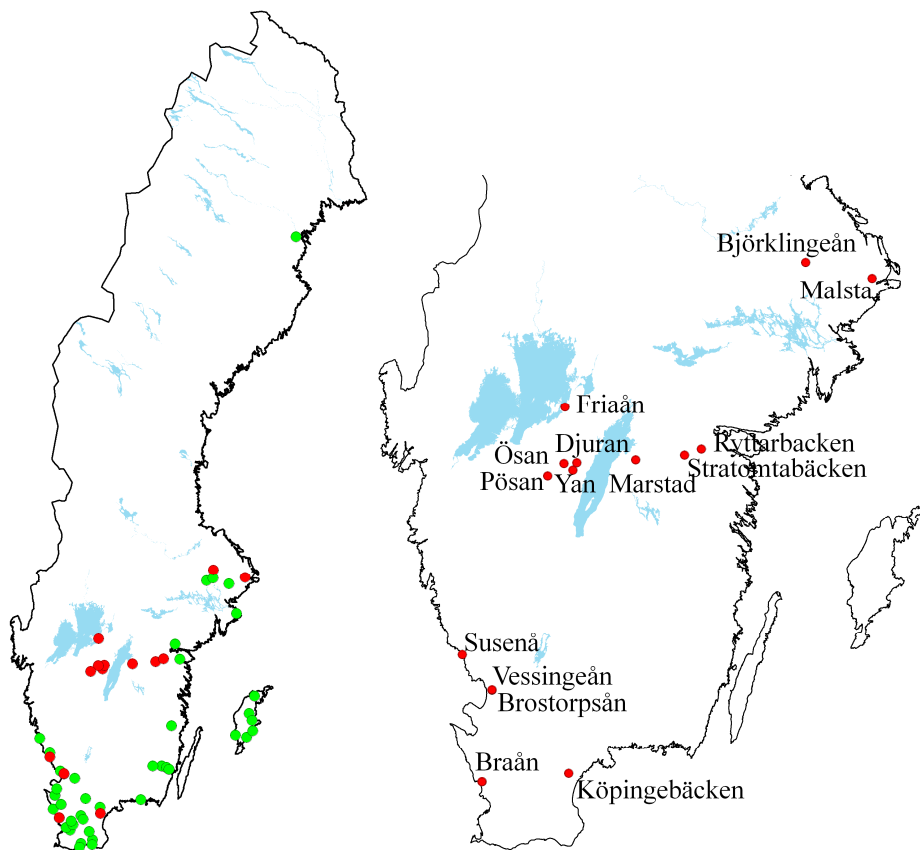 Björklingeån
Malsta
Friaån
Djuran
Ösan
Ryttarbacken
Stratomtabäcken
Pösan
Yan
Marstad
Susenå
Vessingeån
Brostorpsån
Braån
Köpingebäcken